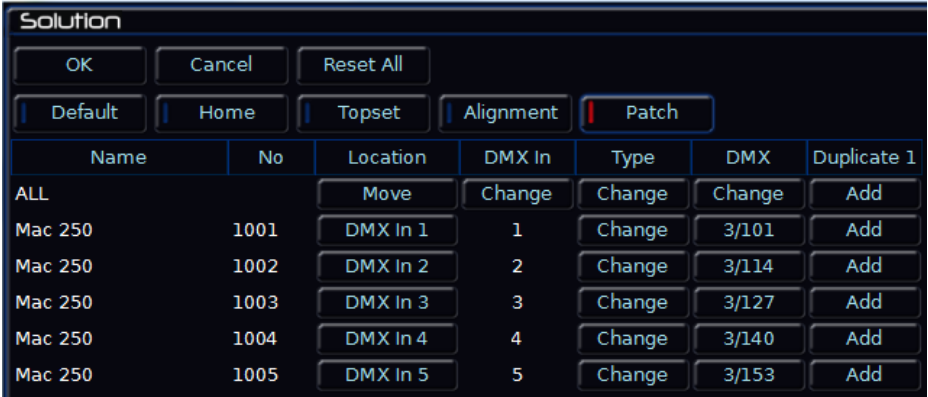 Solution
OK Cancel Reset All
Default Home Topset Alignment Patch
Name No Location DMX In Type DMX Duplicate 1
ALL Move Change Change Change Add
Mac 250 1001 DMX In 1 1 Change 3/101 Add
Mac 250 1002 DMX In 2 2 Change 3/114 Add
Mac 250 1003 DMX In 3 3 Change 3/127 Add
Mac 250 1004 DMX In 4 4 Change 3/140 Add
Mac 250 1005 DMX In 5 5 Change 3/153 Add